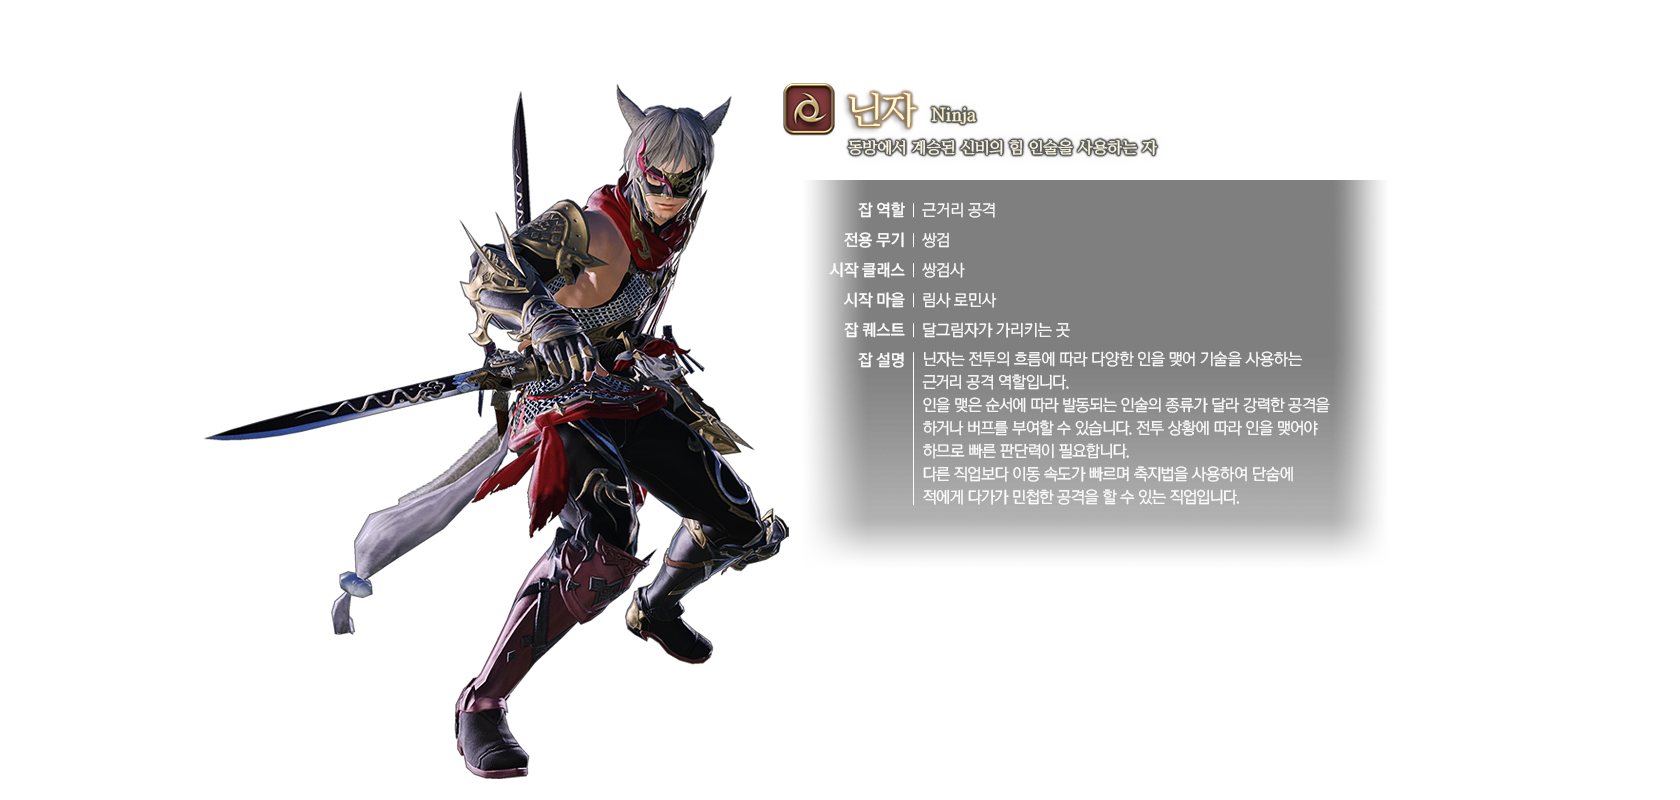 닌자 Ninja
동방에서 계승된 신비의 힘 인술을 사용하는 자
잡 역할 | 근거리 공격
전용 무기 | 쌍검
시작 클래스 | 쌍검사
시작 마을 | 림사 로민사
잡 퀘스트 | 달그림자가 가리키는 곳
잡 설명 | 닌자는 전투의 흐름에 따라 다양한 인을 맺어 기술을 사용하는
근거리 공격 역할입니다.
인을 맺은 순서에 따라 발동되는 인술의 종류가 달라 강력한 공격을
하거나 버프를 부여할 수 있습니다. 전투 상황에 따라 인을 맺어야
하므로 빠른 판단력이 필요합니다.
다른 직업보다 이동 속도가 빠르며 축지법을 사용하여 단숨에
적에게 다가가 민첩한 공격을 할 수 있는 직업입니다.